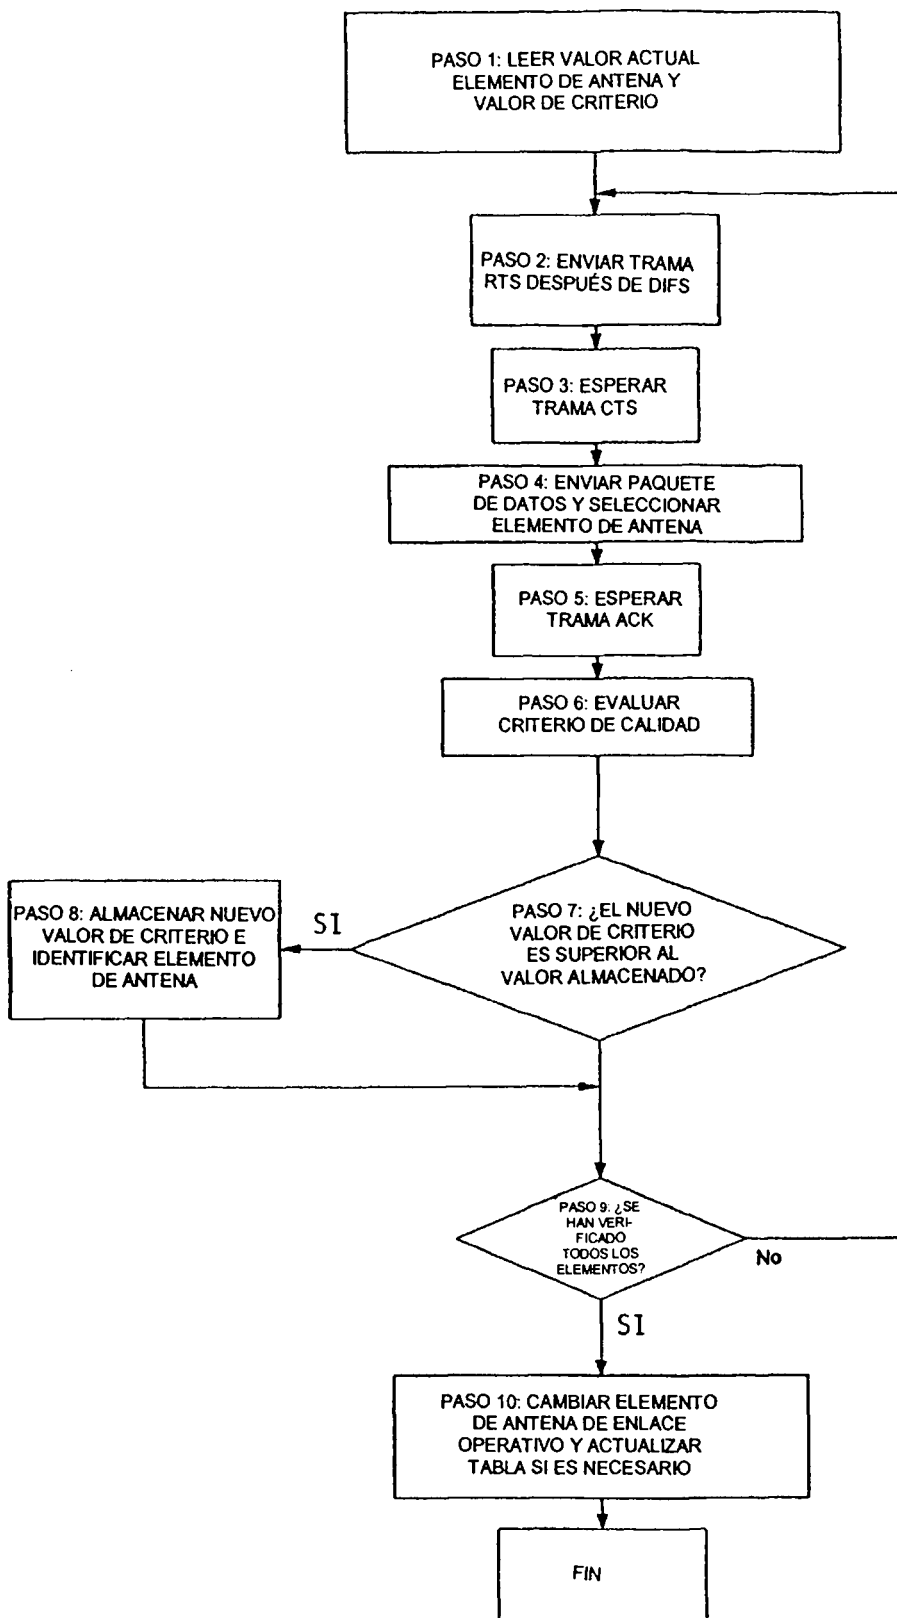 PASO 1: LEER VALOR ACTUAL
ELEMENTO DE ANTENA Y
VALOR DE CRITERIO
PASO 2: ENVIAR TRAMA
RTS DESPUÉS DE DIFS
PASO 3: ESPERAR
TRAMA CTS
PASO 4: ENVIAR PAQUETE
DE DATOS Y SELECCIONAR
ELEMENTO DE ANTENA
PASO 5: ESPERAR
TRAMA ACK
PASO 6: EVALUAR
CRITERIO DE CALIDAD
PASO 7: ¿EL NUEVO
VALOR DE CRITERIO
ES SUPERIOR AL
VALOR ALMACENADO?
SI
PASO 8: ALMACENAR NUEVO
VALOR DE CRITERIO E
IDENTIFICAR ELEMENTO
DE ANTENA
PASO 9: ¿SE
HAN VERI-
FICADO
TODOS LOS
ELEMENTOS?
No
SI
PASO 10: CAMBIAR ELEMENTO
DE ANTENA DE ENLACE
OPERATIVO Y ACTUALIZAR
TABLA SI ES NECESARIO
FIN